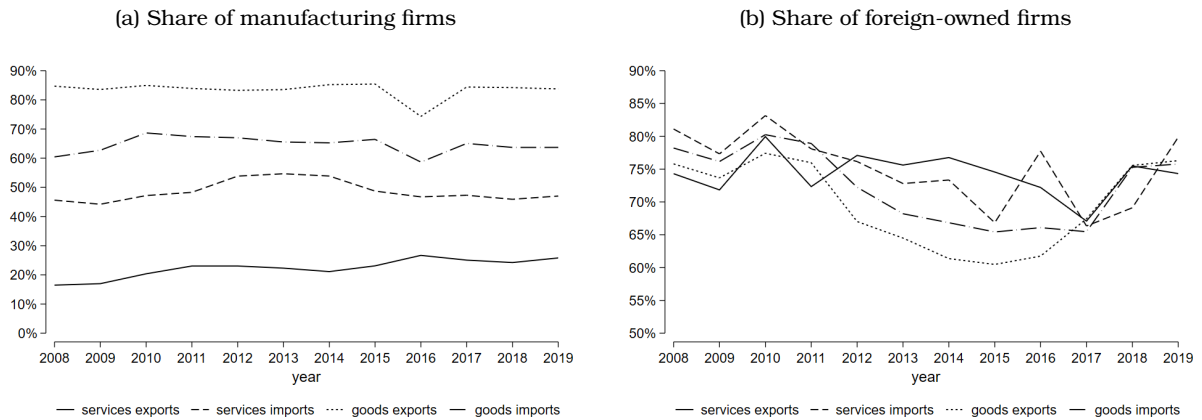 (a) Share of manufacturing firms
90%
80%
70%
60%
50%
40%
30%
20%
10%
0%
2008 2009 2010 2011 2012 2013 2014 2015 2016 2017 2018 2019
year
services exports services imports goods exports goods imports
(b) Share of foreign-owned firms
90%
85%
80%
75%
70%
65%
60%
55%
50%
2008 2009 2010 2011 2012 2013 2014 2015 2016 2017 2018 2019
year
services exports services imports goods exports goods imports